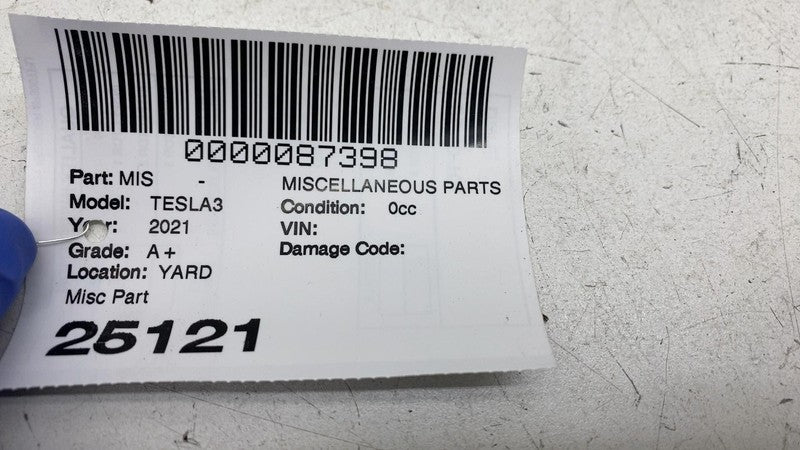 0000087398
Part: MIS - MISCELLANEOUS PARTS
Model: TESLA3 Condition: 0cc
Year: 2021 VIN:
Grade: A+ Damage Code:
Location: YARD
Misc Part
25121